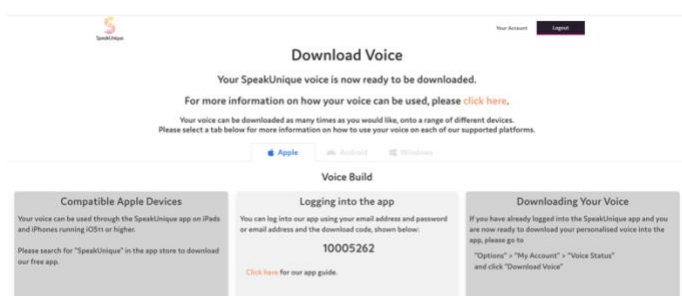 SpeakUnique
Your Account
Logout
Download Voice
Your SpeakUnique voice is now ready to be downloaded.
For more information on how your voice can be used, please click here.
Your voice can be downloaded as many times as you would like, onto a range of different devices.
Please select a tab below for more information on how to use your voice on each of our supported platforms.
Apple
Android
Windows
Voice Build
Compatible Apple Devices
Your voice can be used through the SpeakUnique app on iPads
and iPhones running iOS11 or higher.
Please search for "SpeakUnique" in the app store to download
our free app.
Logging into the app
You can log into our app using your email address and password
or email address and the download code, shown below:
10005262
Click here for our app guide.
Downloading Your Voice
If you have already logged into the SpeakUnique app and you
are now ready to download your personalised voice into the
app, please go to
"Options" > "My Account" > "Voice Status"
and click "Download Voice"